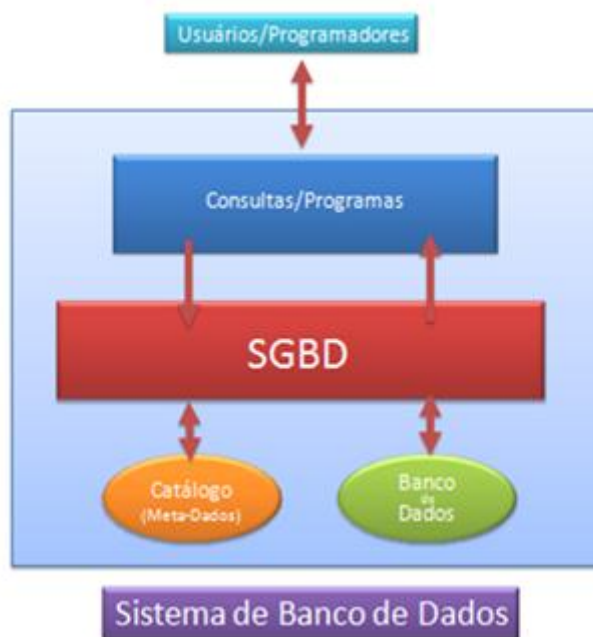 Usuários/Programadores
Consultas/Programas
SGBD
Catálogo
(Meta-Dados)
Banco
de
Dados
Sistema de Banco de Dados